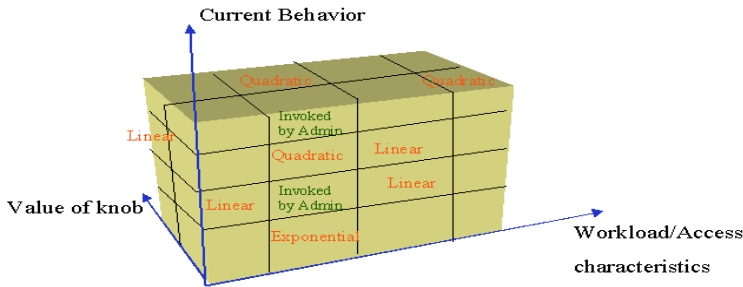 Current Behavior
Quadratic
Quadratic
Invoked
by Admin
Linear
Quadratic
Linear
Invoked
by Admin
Linear
Linear
Value of knob
Exponential
Workload/Access
characteristics